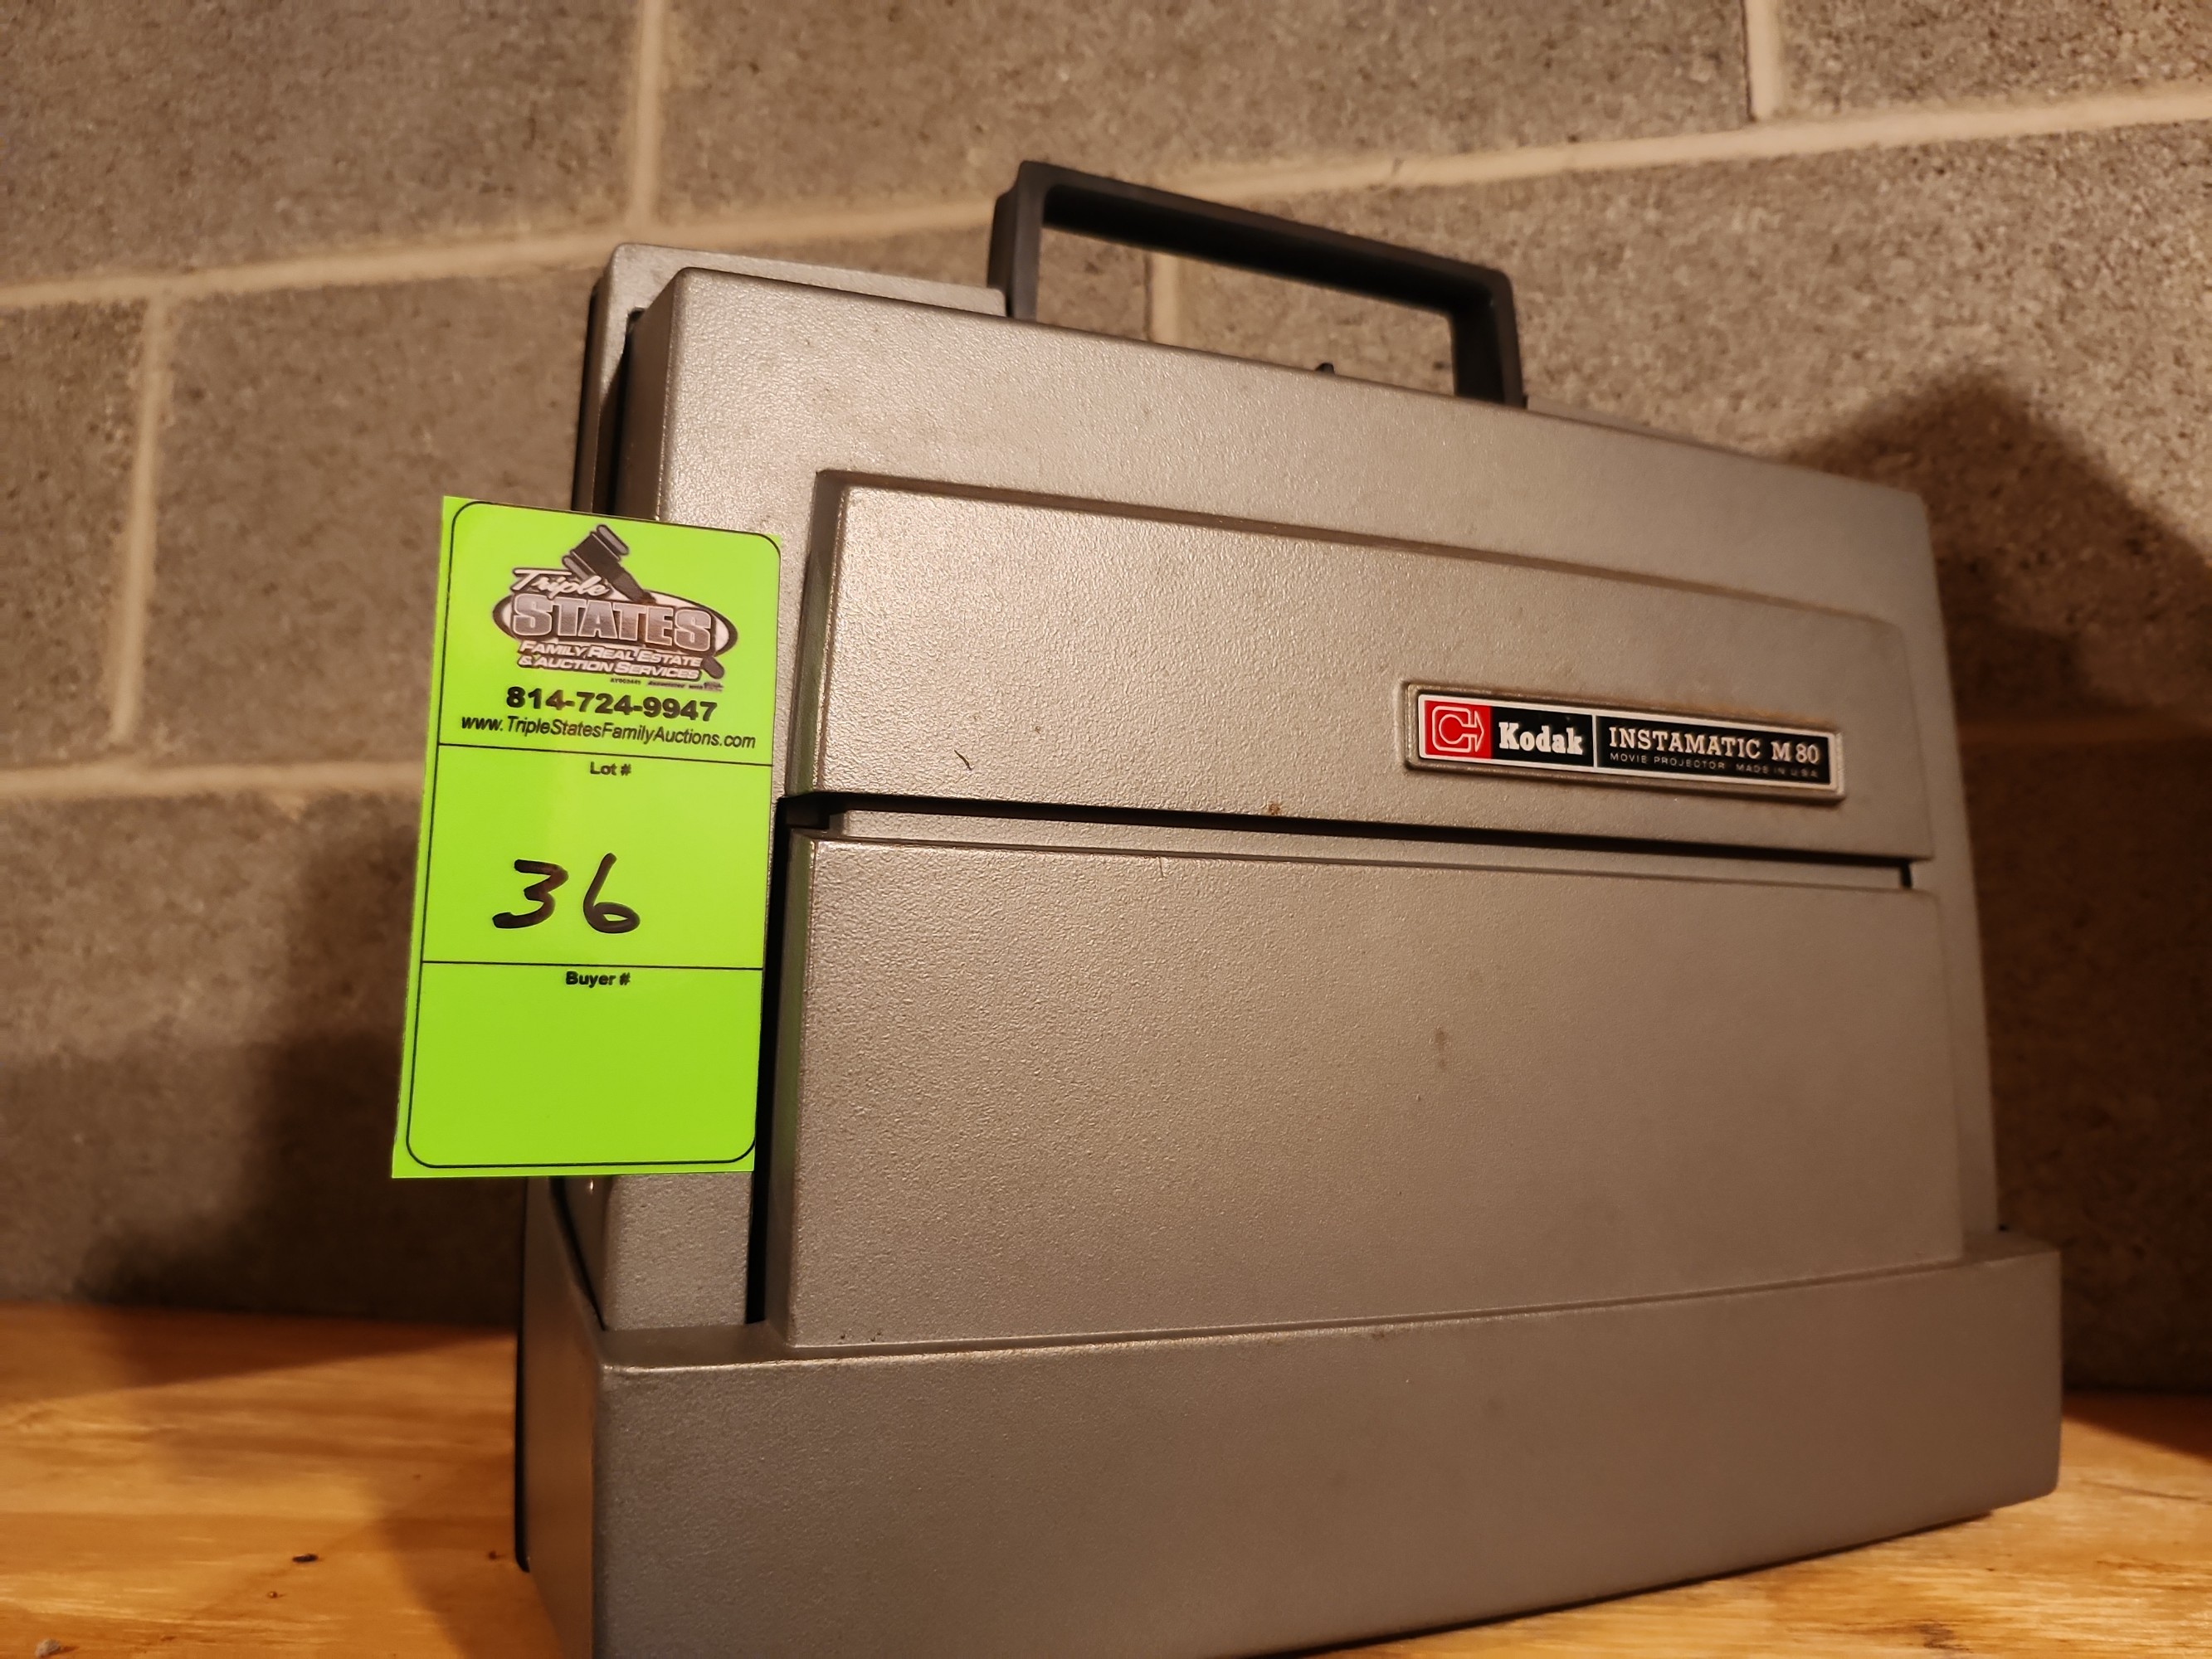 Triple
STATES
FAMILY REAL ESTATE
& AUCTION SERVICES
814-724-9947
www.TripleStatesFamilyAuctions.com
Lot #
36
Buyer #
Kodak INSTAMATIC M 80
MOVIE PROJECTOR MADE IN U.S.A.